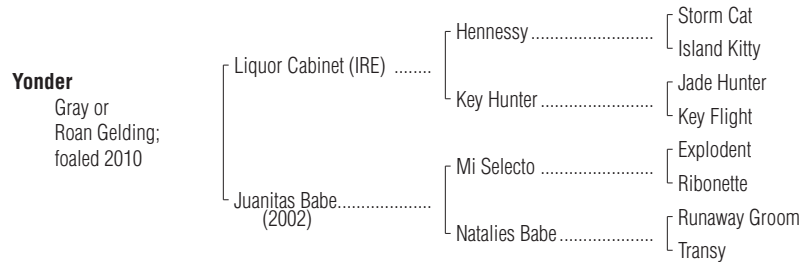 Yonder
Gray or
Roan Gelding;
foaled 2010
Liquor Cabinet (IRE) ........
Juanitas Babe....................
(2002)
Hennessy ..........................
Key Hunter ........................
Mi Selecto ........................
Natalies Babe ....................
Storm Cat
Island Kitty
Jade Hunter
Key Flight
Explodent
Ribonette
Runaway Groom
Transy